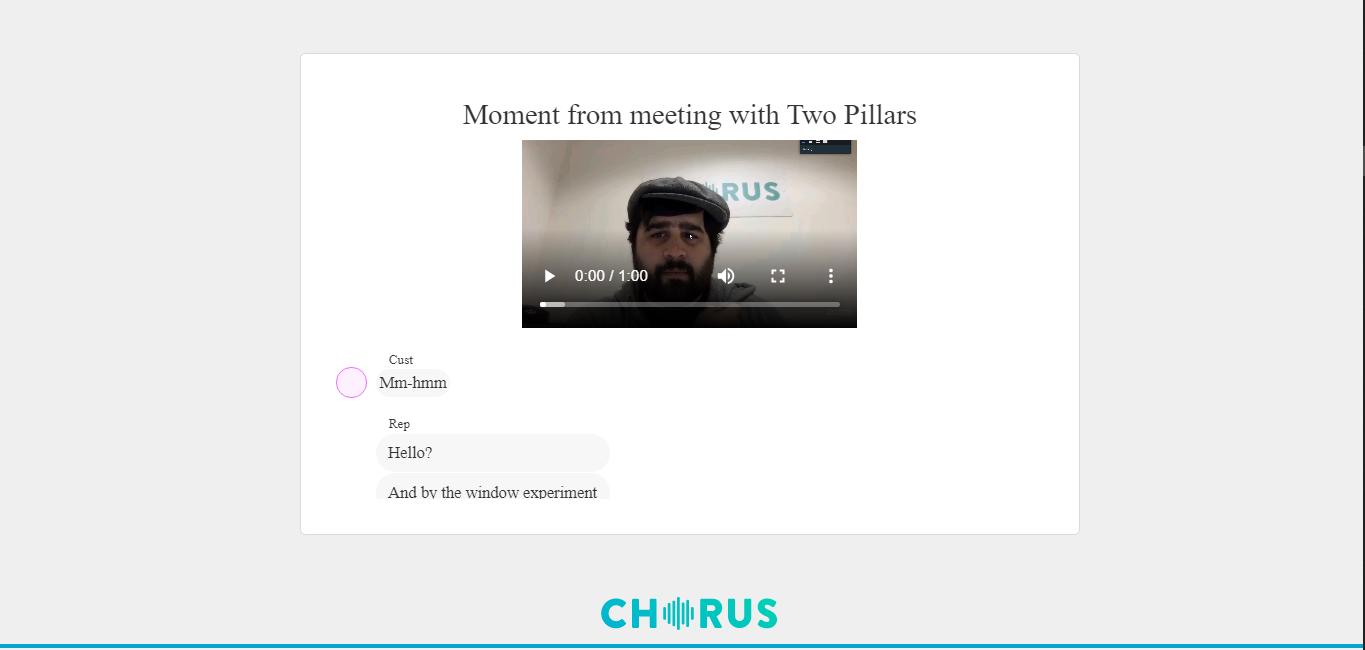 Moment from meeting with Two Pillars
RUS
0:00 / 1:00
Cust
Mm-hmm
Rep
Hello?
And by the window experiment
CHORUS